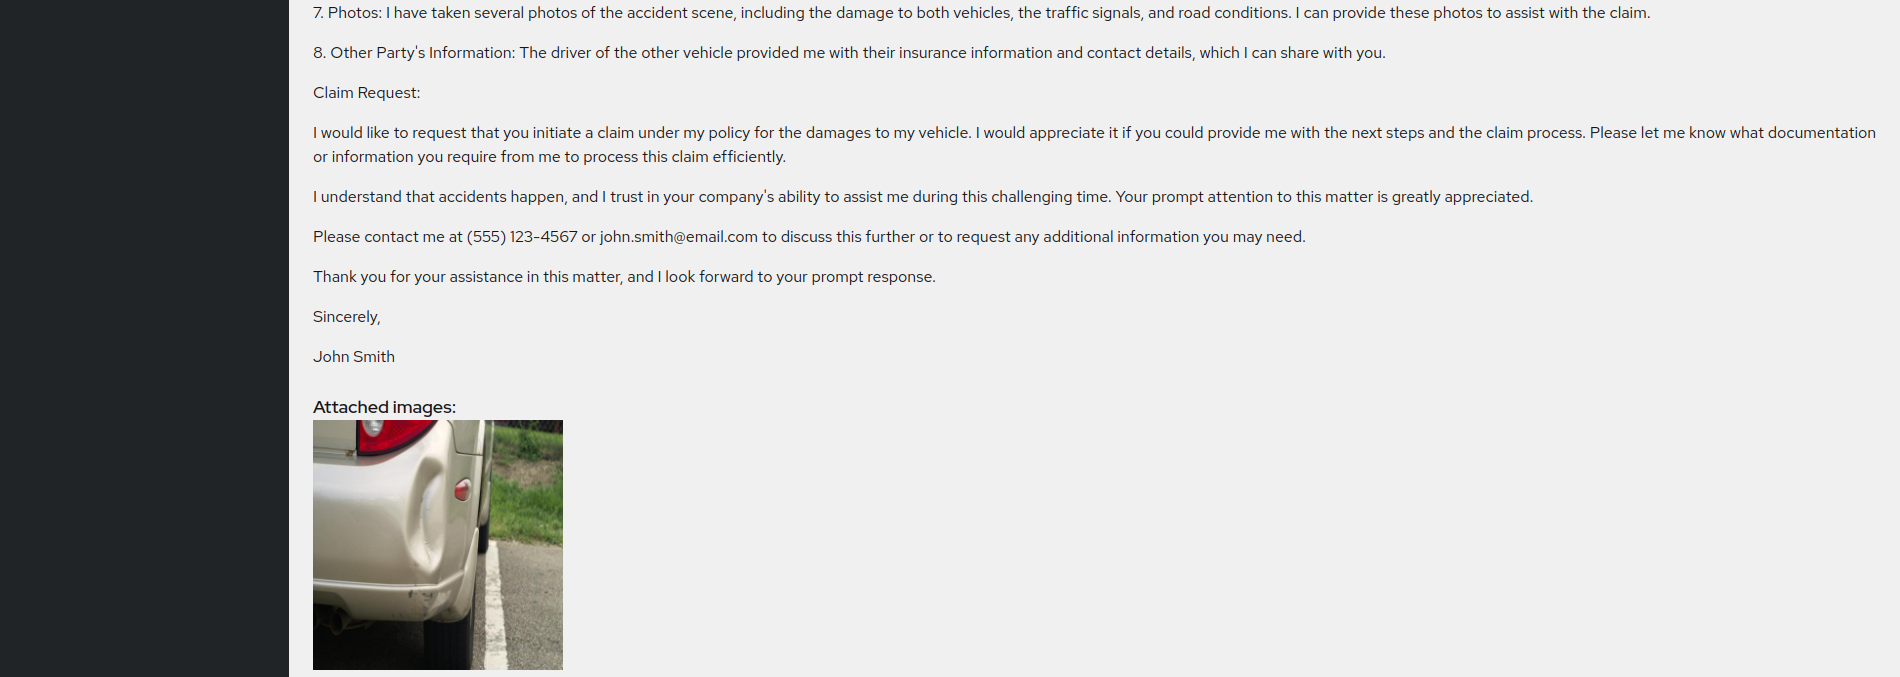 7. Photos: I have taken several photos of the accident scene, including the damage to both vehicles, the traffic signals, and road conditions. I can provide these photos to assist with the claim.
8. Other Party's Information: The driver of the other vehicle provided me with their insurance information and contact details, which I can share with you.
Claim Request:
I would like to request that you initiate a claim under my policy for the damages to my vehicle. I would appreciate it if you could provide me with the next steps and the claim process. Please let me know what documentation
or information you require from me to process this claim efficiently.
I understand that accidents happen, and I trust in your company's ability to assist me during this challenging time. Your prompt attention to this matter is greatly appreciated.
Please contact me at (555) 123-4567 or john.smith@email.com to discuss this further or to request any additional information you may need.
Thank you for your assistance in this matter, and I look forward to your prompt response.
Sincerely,
John Smith
Attached images: